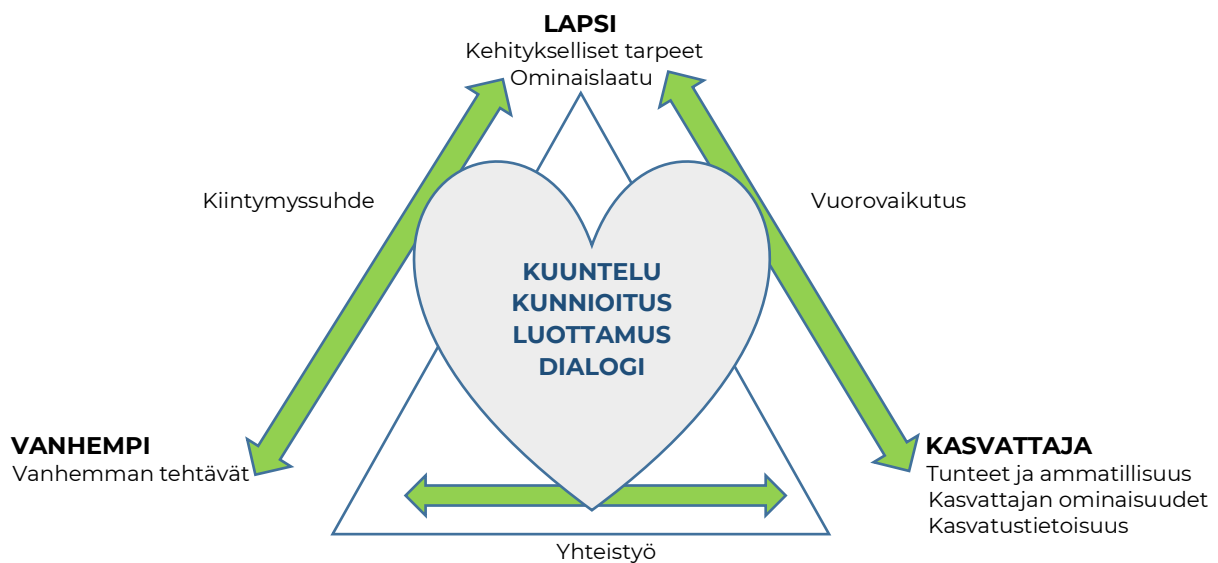 LAPSI
Kehitykselliset tarpeet
Ominaislaatu
Kiintymyssuhde
Vuorovaikutus
KUUNTELU
KUNNIOITUS
LUOTTAMUS
DIALOGI
VANHEMPI
Vanhemman tehtävät
KASVATTAJA
Tunteet ja ammatillisuus
Kasvattajan ominaisuudet
Kasvatustietoisuus
Yhteistyö